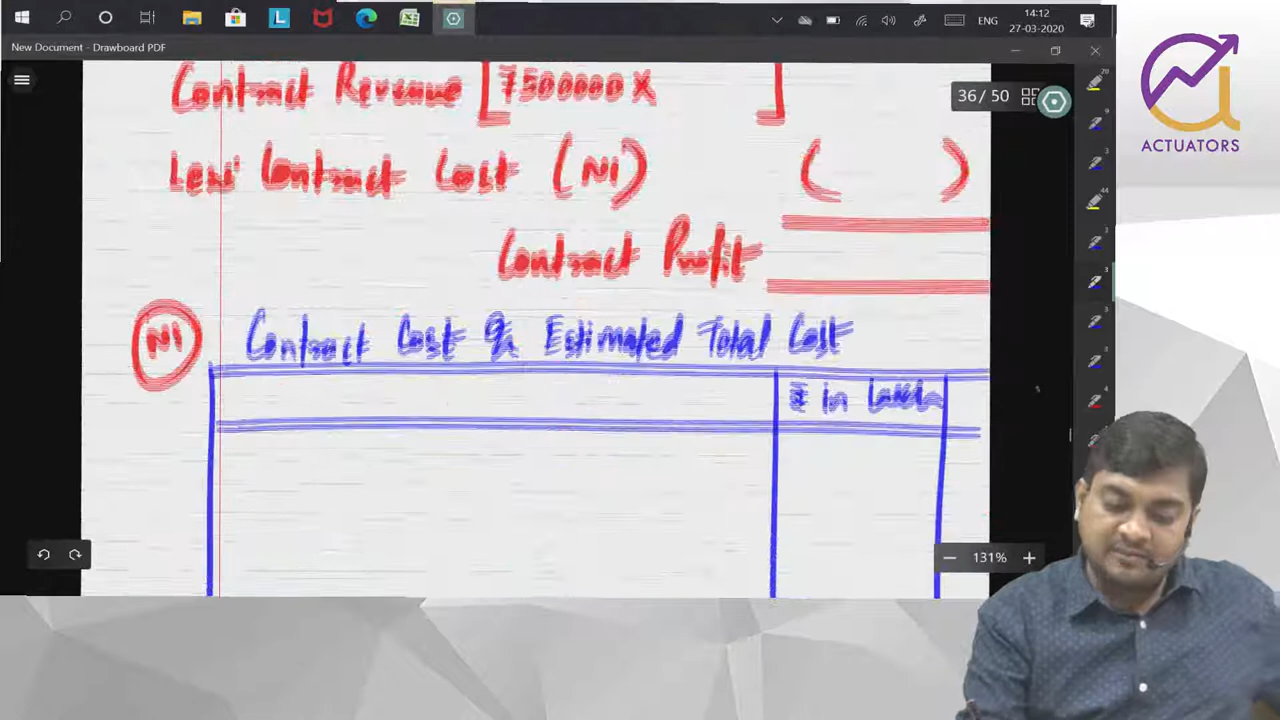 14:12
ENG
27-03-2020
New Document - Drawboard PDF
36 / 50
Contract Revenue [7500000 X ]
Less: Contract Cost (N1) ( )
Contract Profit
N1 Contract Cost & Estimated Total Cost
₹ in Lakh
131%
ACTUATORS